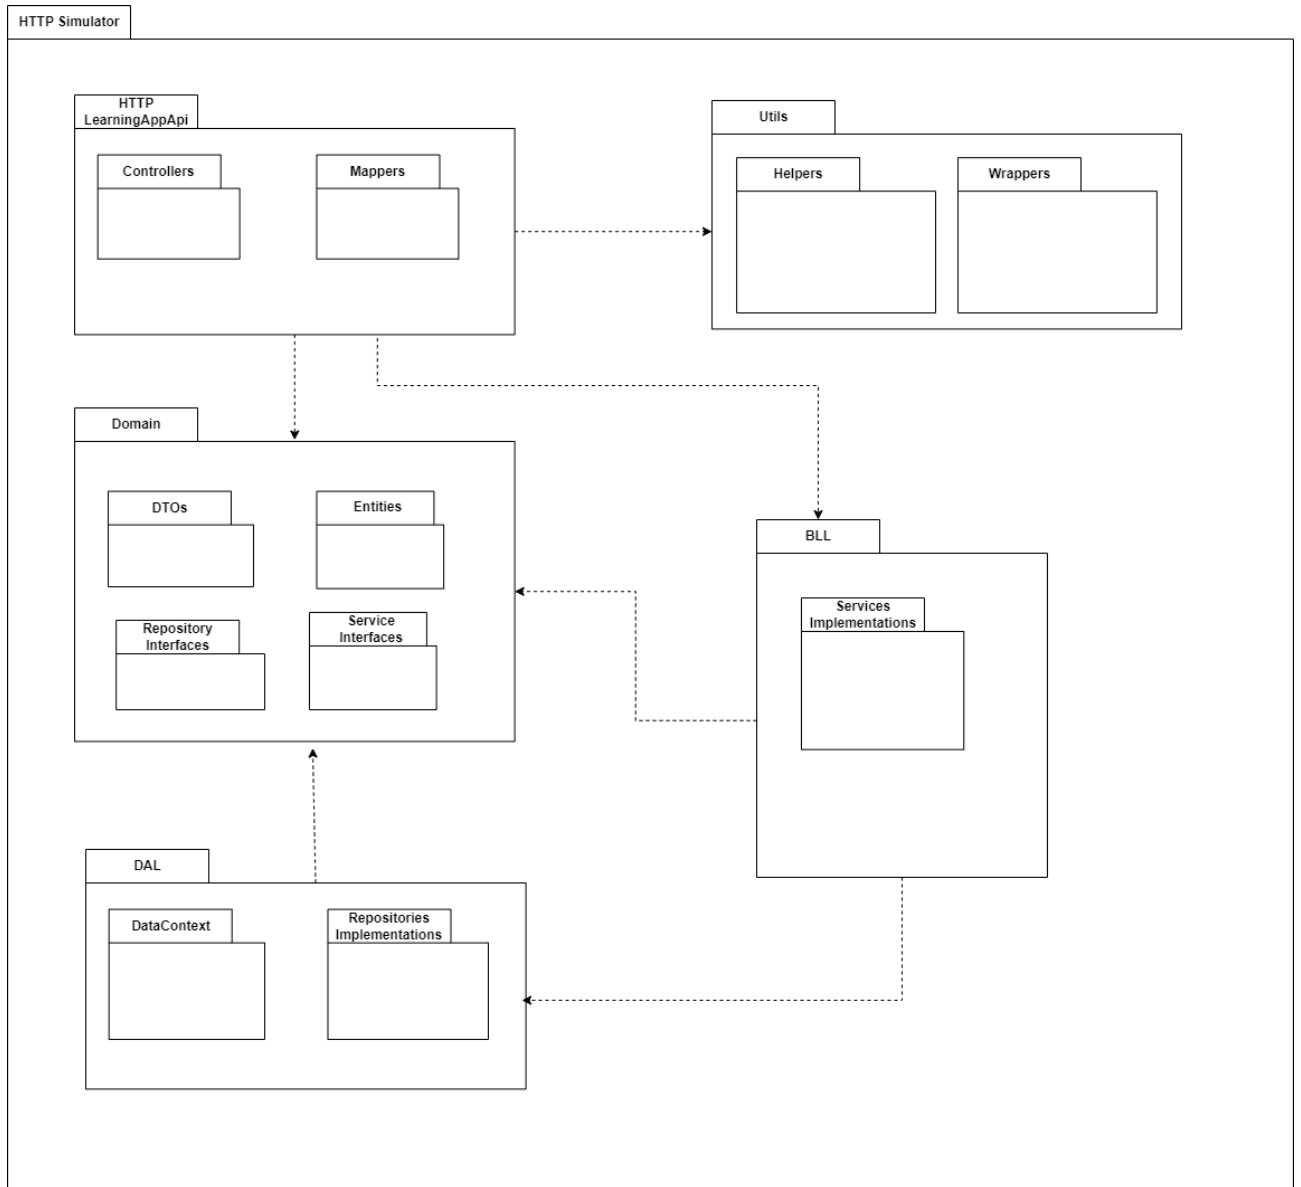 HTTP Simulator
HTTP
LearningAppApi
Controllers
Mappers
Utils
Helpers
Wrappers
Domain
DTOs
Entities
Repository
Interfaces
Service
Interfaces
BLL
Services
Implementations
DAL
DataContext
Repositories
Implementations